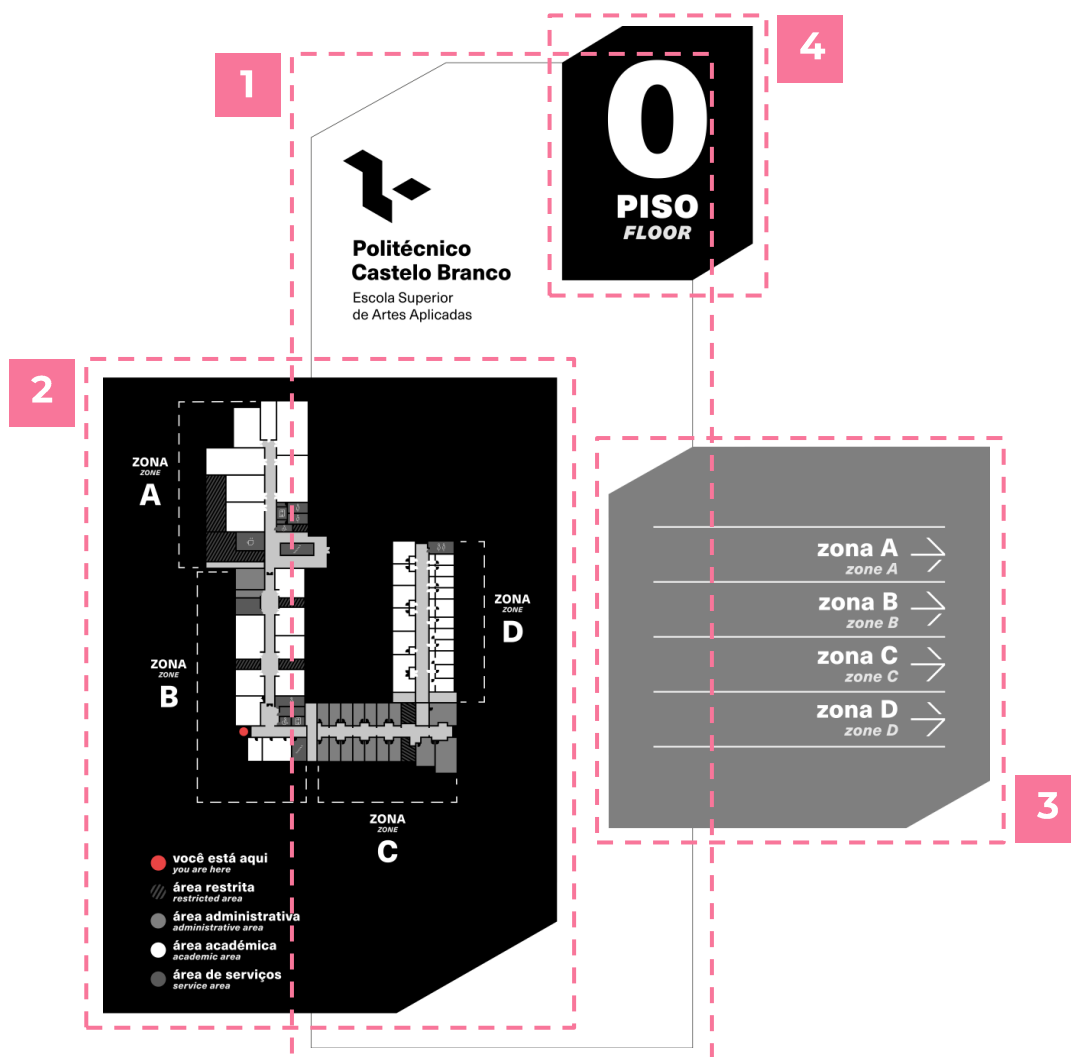 1
4
0
PISO
FLOOR
Politécnico
Castelo Branco
Escola Superior
de Artes Aplicadas
2
ZONA
ZONE
A
ZONA
ZONE
B
ZONA
ZONE
D
ZONA
ZONE
C
você está aqui
you are here
área restrita
restricted area
área administrativa
administrative area
área académica
academic area
área de serviços
service area
zona A
zone A
zona B
zone B
zona C
zone C
zona D
zone D
3